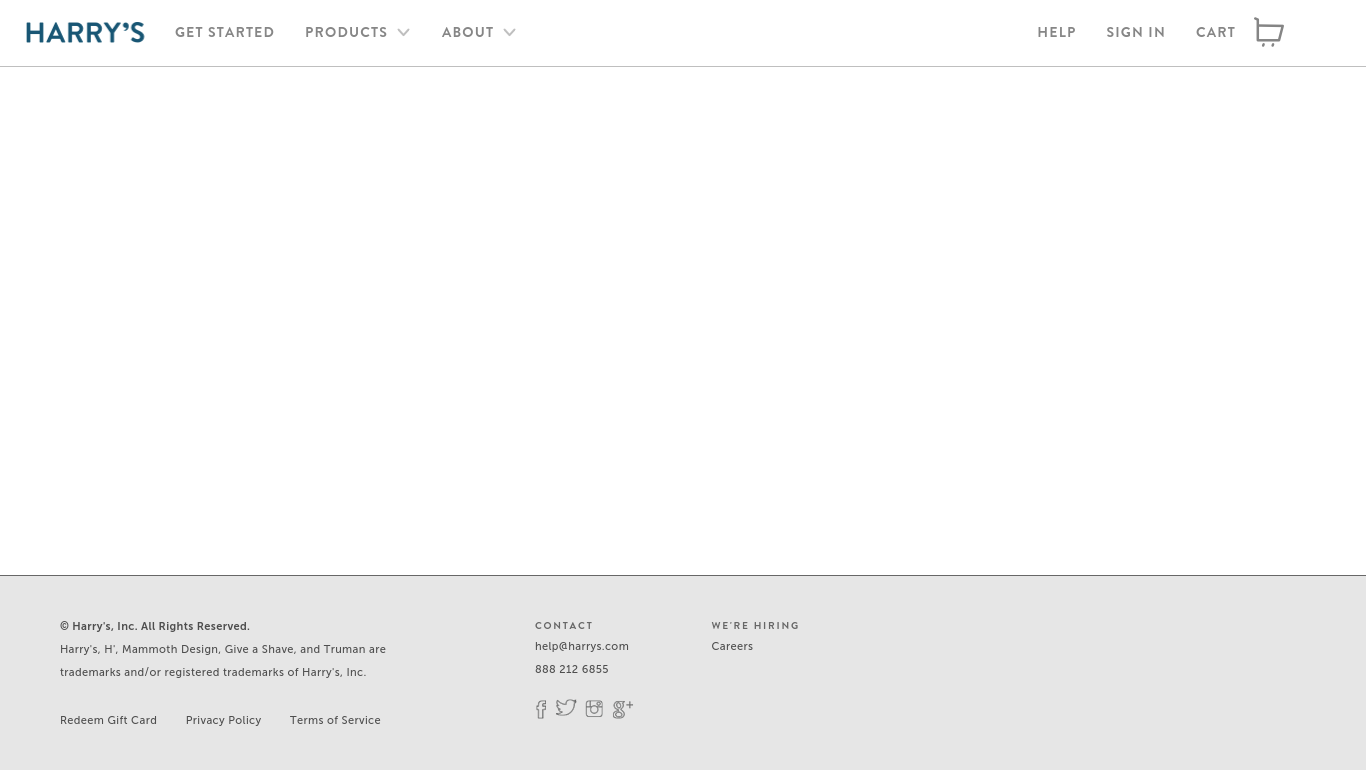 HARRY'S GET STARTED PRODUCTS ABOUT HELP SIGN IN CART
© Harry's, Inc. All Rights Reserved.
Harry's, H', Mammoth Design, Give a Shave, and Truman are
trademarks and/or registered trademarks of Harry's, Inc.
Redeem Gift Card Privacy Policy Terms of Service
CONTACT
help@harrys.com
888 212 6855
WE'RE HIRING
Careers